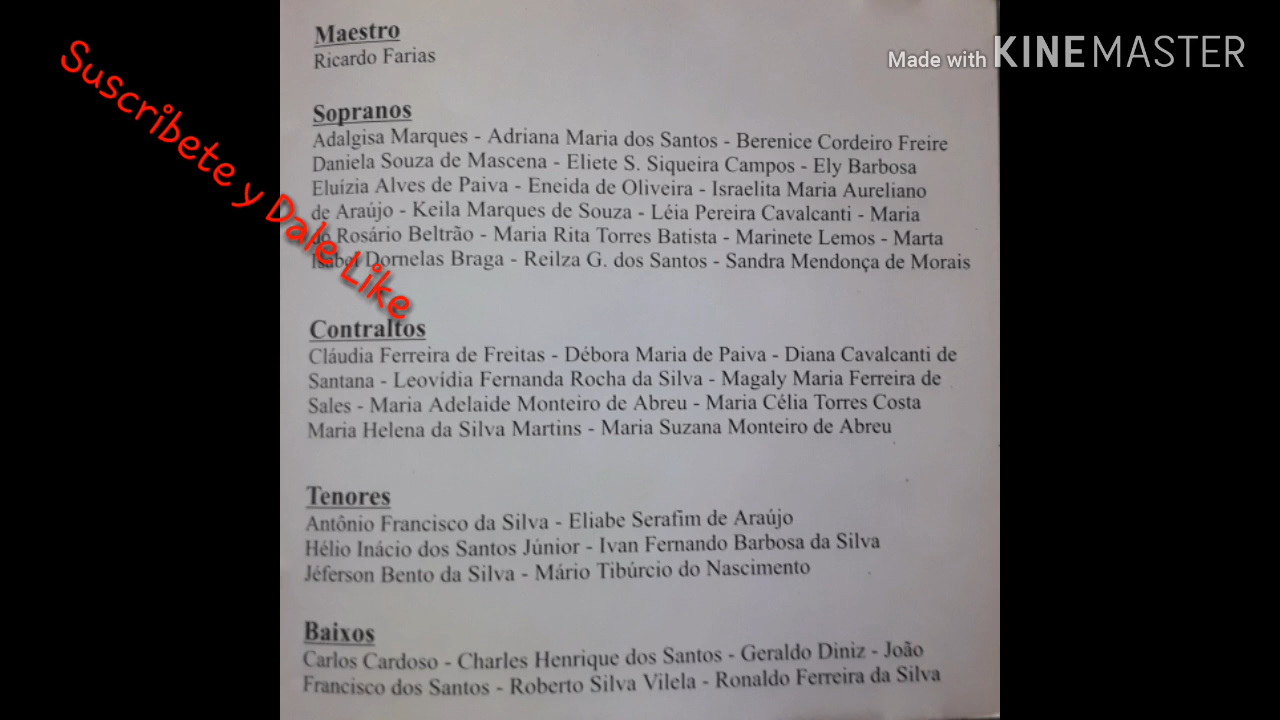 Maestro
Ricardo Farias
Sopranos
Adalgisa Marques - Adriana Maria dos Santos - Berenice Cordeiro Freire
Daniela Souza de Mascena - Eliete S. Siqueira Campos - Ely Barbosa
Eluízia Alves de Paiva - Eneida de Oliveira - Israelita Maria Aureliano
de Araújo - Keila Marques de Souza - Léia Pereira Cavalcanti - Maria
do Rosário Beltrão - Maria Rita Torres Batista - Marinete Lemos - Marta
Isabel Dornelas Braga - Reilza G. dos Santos - Sandra Mendonça de Morais
Contraltos
Cláudia Ferreira de Freitas - Débora Maria de Paiva - Diana Cavalcanti de
Santana - Leovídia Fernanda Rocha da Silva - Magaly Maria Ferreira de
Sales - Maria Adelaide Monteiro de Abreu - Maria Célia Torres Costa
Maria Helena da Silva Martins - Maria Suzana Monteiro de Abreu
Tenores
Antônio Francisco da Silva - Eliabe Serafim de Araújo
Hélio Inácio dos Santos Júnior - Ivan Fernando Barbosa da Silva
Jéferson Bento da Silva - Mário Tibúrcio do Nascimento
Baixos
Carlos Cardoso - Charles Henrique dos Santos - Geraldo Diniz - João
Francisco dos Santos - Roberto Silva Vilela - Ronaldo Ferreira da Silva
Suscribete y Dale Like
Made with KINEMASTER